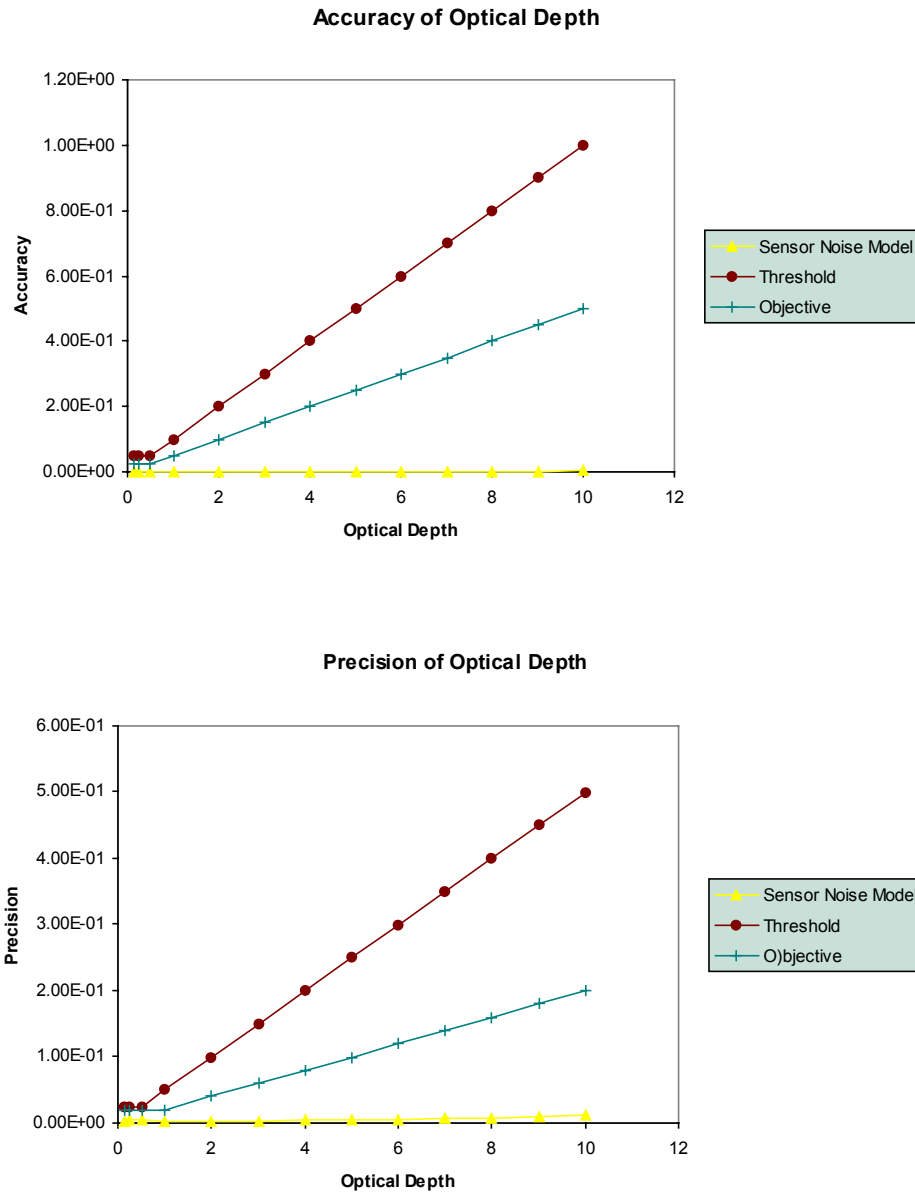 Accuracy of Optical Depth
1.20E+00
1.00E+00
8.00E-01
6.00E-01
4.00E-01
2.00E-01
0.00E+00
Accuracy
0 2 4 6 8 10 12
Optical Depth
Sensor Noise Model
Threshold
Objective
Precision of Optical Depth
6.00E-01
5.00E-01
4.00E-01
3.00E-01
2.00E-01
1.00E-01
0.00E+00
Precision
0 2 4 6 8 10 12
Optical Depth
Sensor Noise Model
Threshold
O)bjective